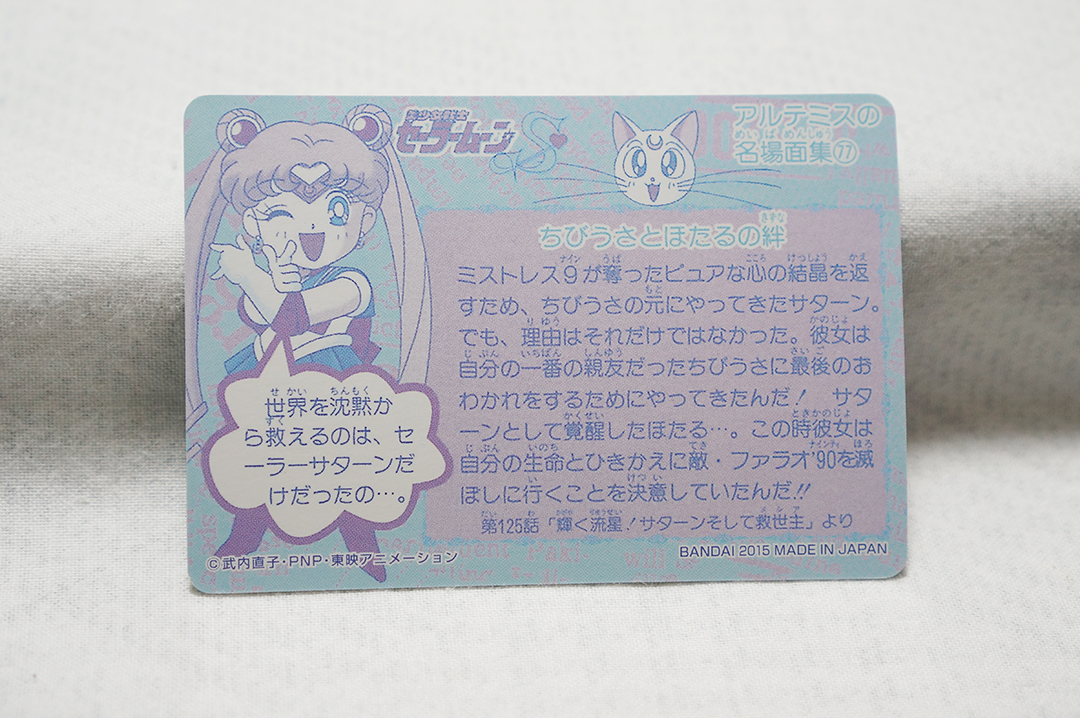 美少女戦士
セーラームーンS
アルテミスの
名場面集77
ちびうさとほたるの絆
ミストレス9が奪ったピュアな心の結晶を返
すため、ちびうさの元にやってきたサターン。
でも、理由はそれだけではなかった。彼女は
自分の一番の親友だったちびうさに最後のお
わかれをするためにやってきたんだ! サタ
ーンとして覚醒したほたる…。この時彼女は
自分の生命とひきかえに敵・ファラオ'90を滅
ぼしに行くことを決意していたんだ!!
第125話「輝く流星!サターンそして救世主」より
世界を沈黙か
ら救えるのは、セ
ーラーサターンだ
けだったの…。
©武内直子・PNP・東映アニメーション
BANDAI 2015 MADE IN JAPAN